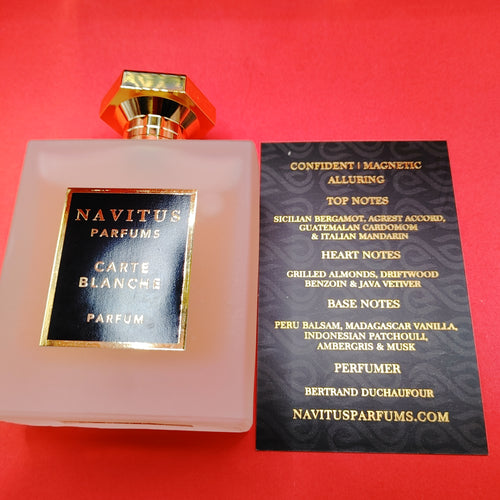 NAVITUS
PARFUMS
CARTE
BLANCHE
PARFUM
CONFIDENT | MAGNETIC
ALLURING
TOP NOTES
SICILIAN BERGAMOT, AGREST ACCORD,
GUATEMALAN CARDOMOM
& ITALIAN MANDARIN
HEART NOTES
GRILLED ALMONDS, DRIFTWOOD
BENZOIN & JAVA VETIVER
BASE NOTES
PERU BALSAM, MADAGASCAR VANILLA,
INDONESIAN PATCHOULI,
AMBERGRIS & MUSK
PERFUMER
BERTRAND DUCHAUFOUR
NAVITUSPARFUMS.COM